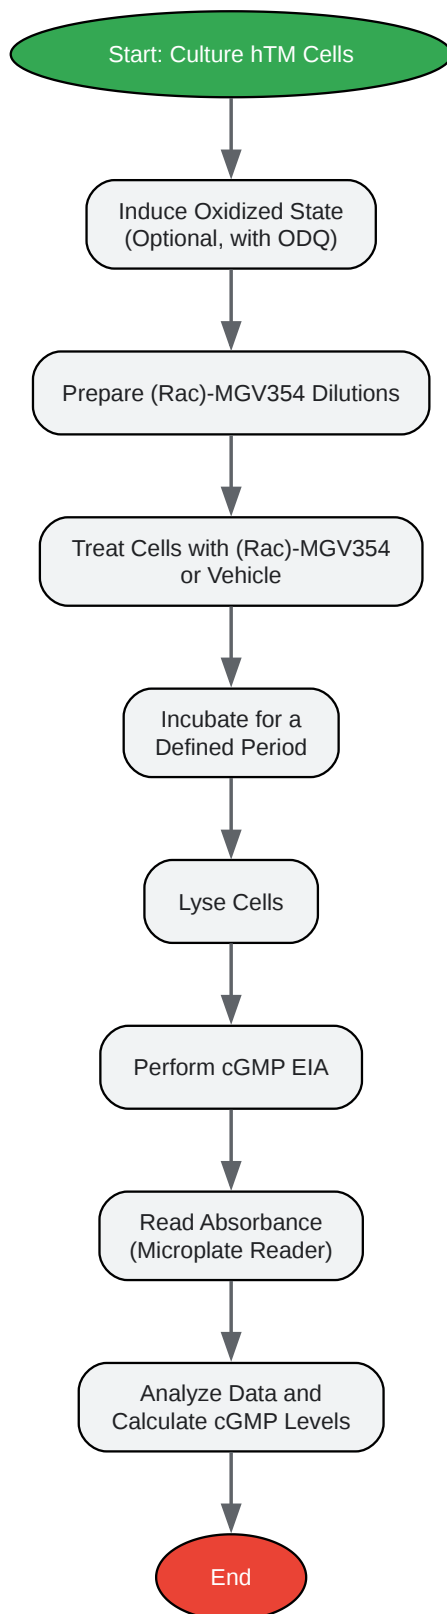 Start: Culture hTM Cells
Induce Oxidized State
(Optional, with ODQ)
Prepare (Rac)-MGV354 Dilutions
Treat Cells with (Rac)-MGV354
or Vehicle
Incubate for a
Defined Period
Lyse Cells
Perform cGMP EIA
Read Absorbance
(Microplate Reader)
Analyze Data and
Calculate cGMP Levels
End